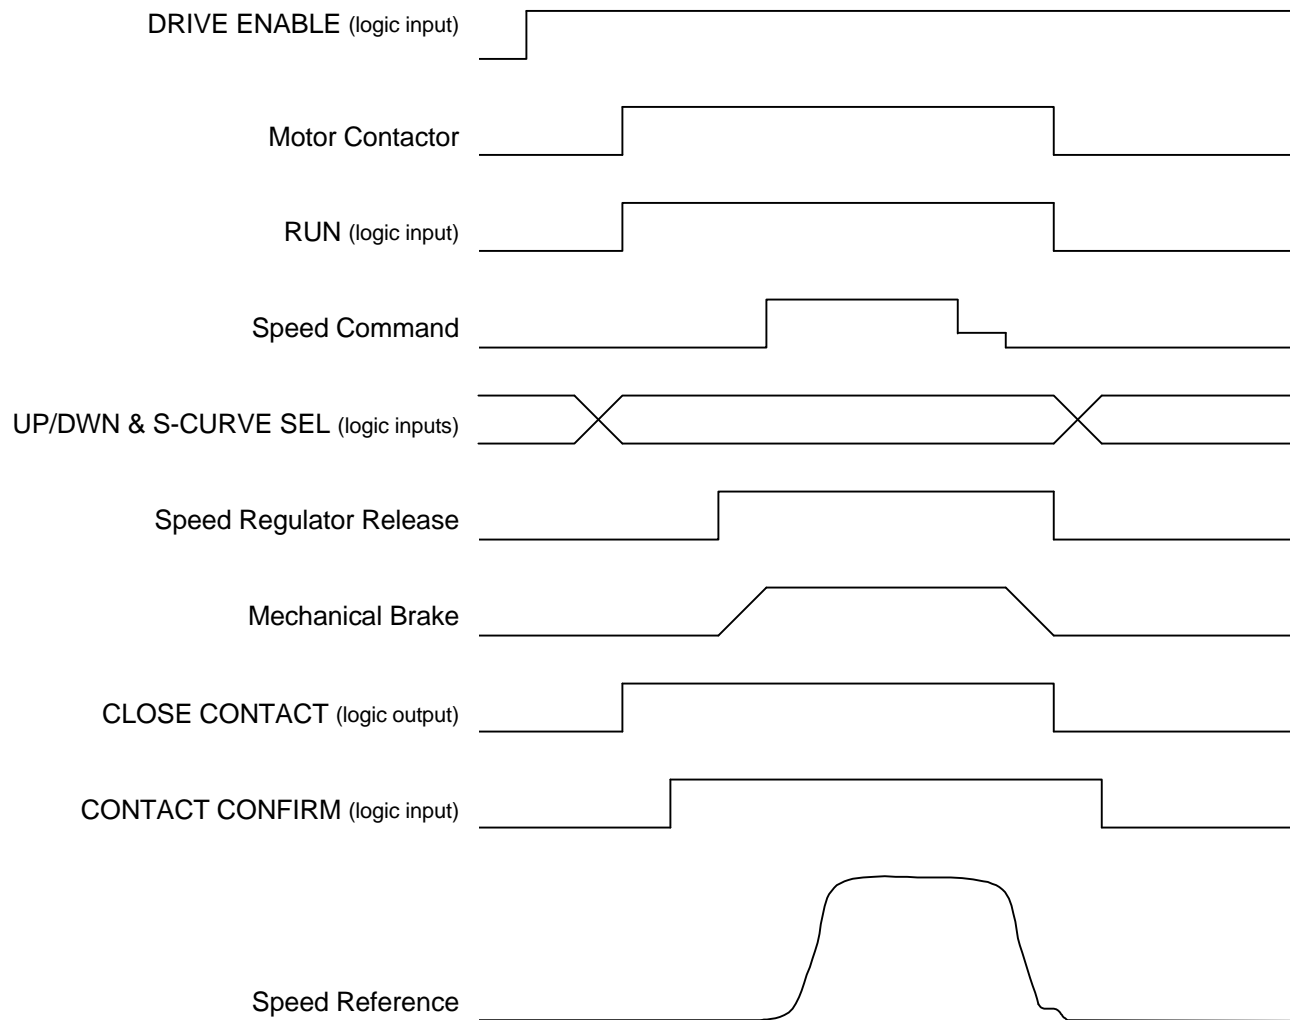 DRIVE ENABLE (logic input)
Motor Contactor
RUN (logic input)
Speed Command
UP/DWN & S-CURVE SEL (logic inputs)
Speed Regulator Release
Mechanical Brake
CLOSE CONTACT (logic output)
CONTACT CONFIRM (logic input)
Speed Reference